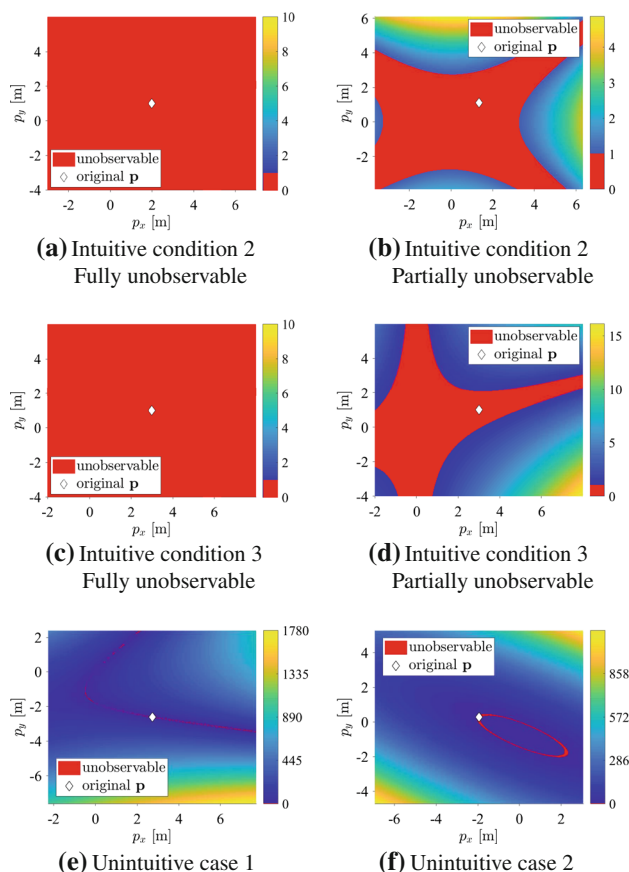 6
4
2
0
-2
-4
p_y [m]
-2 0 2 4 6
p_x [m]
10
8
6
4
2
0
unobservable
original p
(a) Intuitive condition 2
Fully unobservable
6
4
2
0
-2
p_y [m]
-2 0 2 4 6
p_x [m]
4
3
2
1
0
unobservable
original p
(b) Intuitive condition 2
Partially unobservable
4
2
0
-2
-4
p_y [m]
-2 0 2 4 6
p_x [m]
10
8
6
4
2
0
unobservable
original p
(c) Intuitive condition 3
Fully unobservable
4
2
0
-2
-4
p_y [m]
-2 0 2 4 6 8
p_x [m]
15
10
5
0
unobservable
original p
(d) Intuitive condition 3
Partially unobservable
2
0
-2
-4
-6
p_y [m]
-2 0 2 4 6
p_x [m]
1780
1335
890
445
0
unobservable
original p
(e) Unintuitive case 1
4
2
0
-2
-4
p_y [m]
-6 -4 -2 0 2
p_x [m]
858
572
286
0
unobservable
original p
(f) Unintuitive case 2